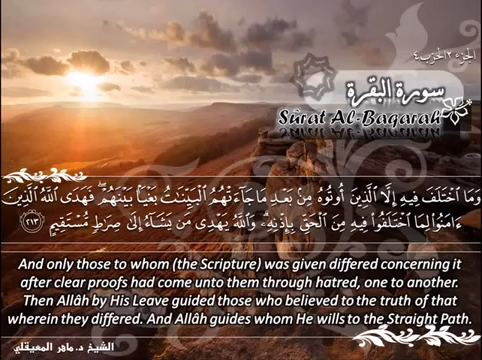 الجزء ٢ الحزب ٤
سورة البقرة
Sûrat Al-Baqarah
وَمَا ٱخْتَلَفَ فِيهِ إِلَّا ٱلَّذِينَ أُوتُوهُ مِنۢ بَعْدِ مَا جَآءَتْهُمُ ٱلْبَيِّنَٰتُ بَغْيًۢا بَيْنَهُمْ ۖ فَهَدَى ٱللَّهُ ٱلَّذِينَ
ءَامَنُوا۟ لِمَا ٱخْتَلَفُوا۟ فِيهِ مِنَ ٱلْحَقِّ بِإِذْنِهِۦ ۗ وَٱللَّهُ يَهْدِى مَن يَشَآءُ إِلَىٰ صِرَٰطٍ مُّسْتَقِيمٍ ٢١٣
And only those to whom (the Scripture) was given differed concerning it
after clear proofs had come unto them through hatred, one to another.
Then Allâh by His Leave guided those who believed to the truth of that
wherein they differed. And Allâh guides whom He wills to the Straight Path.
الشيخ د. ماهر المعيقلي